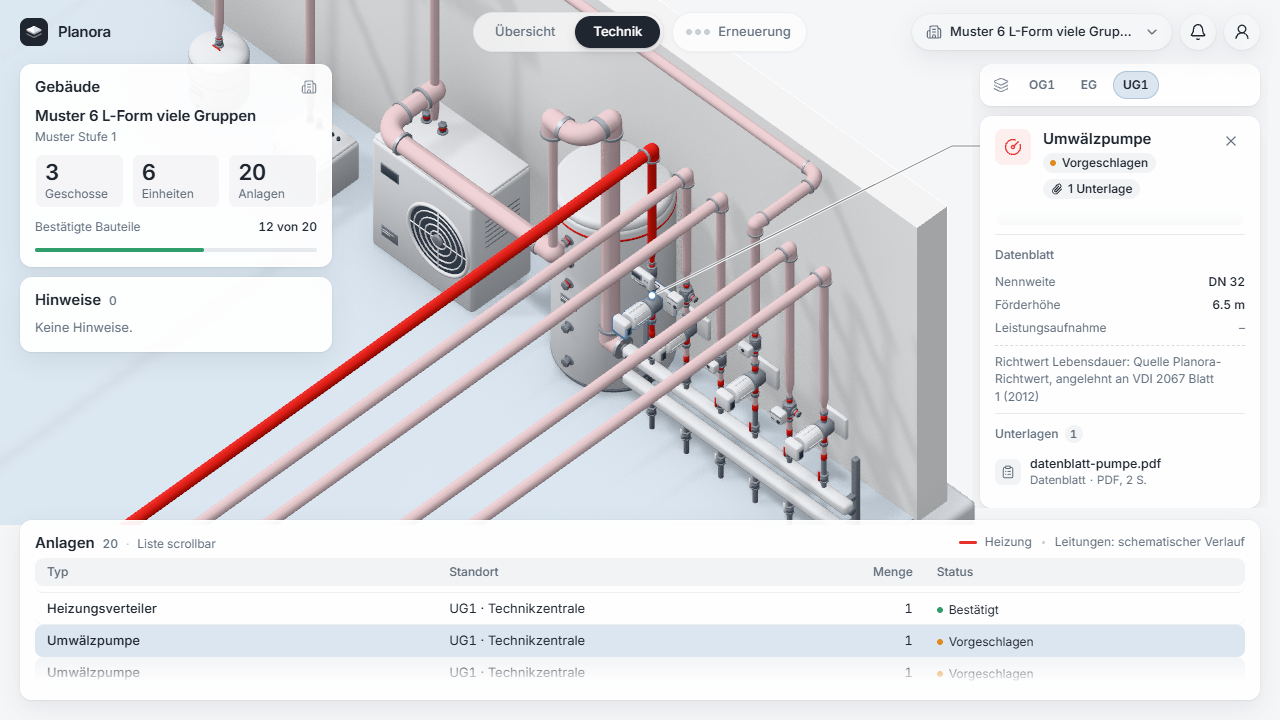 Planora
Übersicht
Technik
Erneuerung
Muster 6 L-Form viele Grup...
Gebäude
Muster 6 L-Form viele Gruppen
Muster Stufe 1
3
Geschosse
6
Einheiten
20
Anlagen
Bestätigte Bauteile
12 von 20
Hinweise 0
Keine Hinweise.
OG1
EG
UG1
Umwälzpumpe
Vorgeschlagen
1 Unterlage
Datenblatt
Nennweite
DN 32
Förderhöhe
6.5 m
Leistungsaufnahme
–
Richtwert Lebensdauer: Quelle Planora-
Richtwert, angelehnt an VDI 2067 Blatt
1 (2012)
Unterlagen 1
datenblatt-pumpe.pdf
Datenblatt · PDF, 2 S.
Anlagen 20 · Liste scrollbar
Heizung • Leitungen: schematischer Verlauf
Typ Standort Menge Status
Heizungsverteiler UG1 · Technikzentrale 1 Bestätigt
Umwälzpumpe UG1 · Technikzentrale 1 Vorgeschlagen
Umwälzpumpe UG1 · Technikzentrale 1 Vorgeschlagen